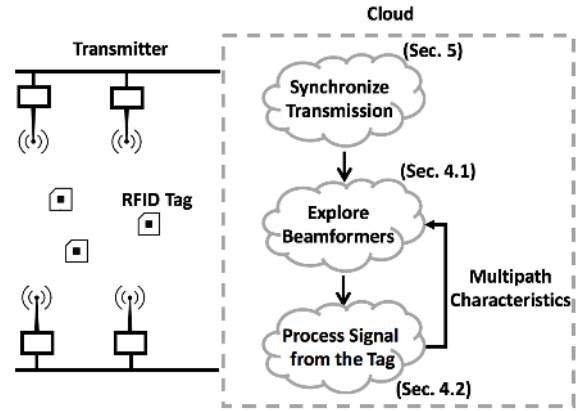 Cloud
Transmitter
(Sec. 5)
Synchronize
Transmission
(Sec. 4.1)
RFID Tag
Explore
Beamformers
Multipath
Characteristics
Process Signal
from the Tag
(Sec. 4.2)